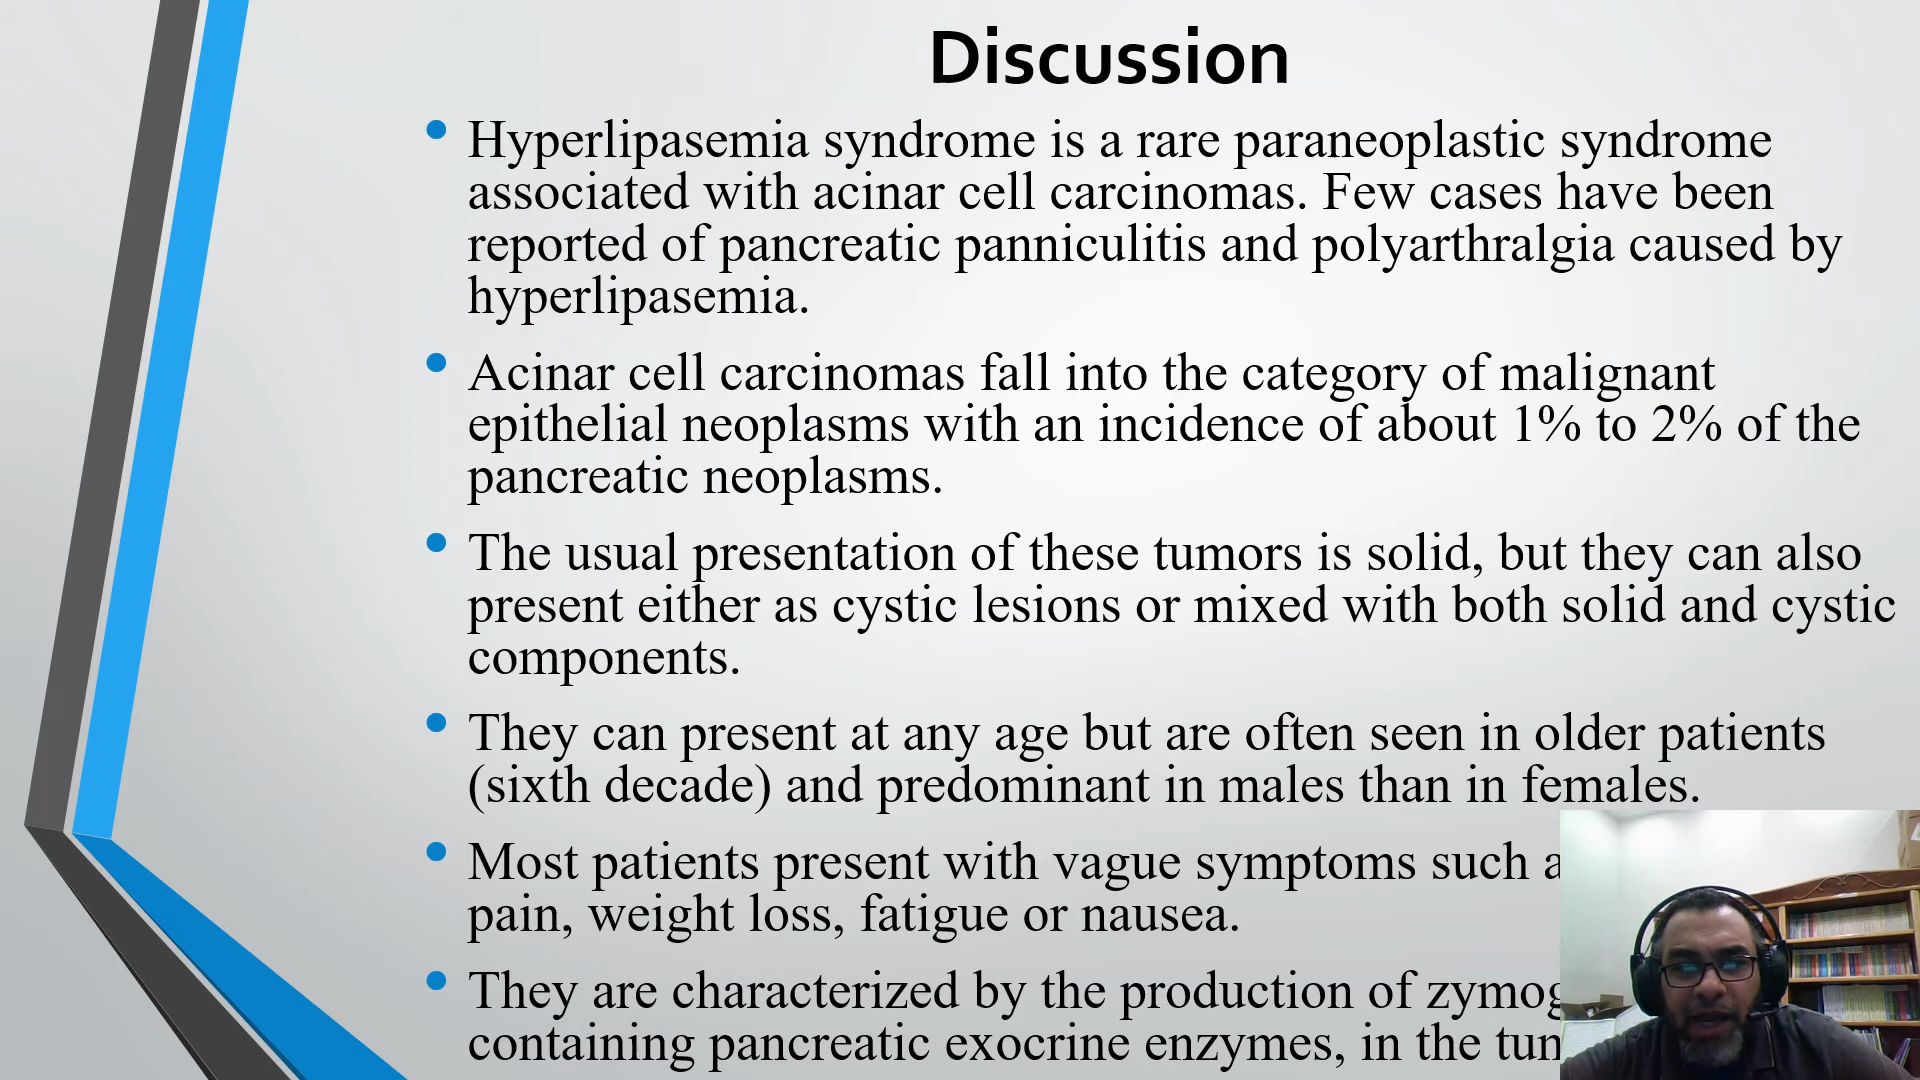 Discussion
Hyperlipasemia syndrome is a rare paraneoplastic syndrome
associated with acinar cell carcinomas. Few cases have been
reported of pancreatic panniculitis and polyarthralgia caused by
hyperlipasemia.
Acinar cell carcinomas fall into the category of malignant
epithelial neoplasms with an incidence of about 1% to 2% of the
pancreatic neoplasms.
The usual presentation of these tumors is solid, but they can also
present either as cystic lesions or mixed with both solid and cystic
components.
They can present at any age but are often seen in older patients
(sixth decade) and predominant in males than in females.
Most patients present with vague symptoms such
pain, weight loss, fatigue or nausea.
They are characterized by the production of
containing pancreatic exocrine enzymes, in the